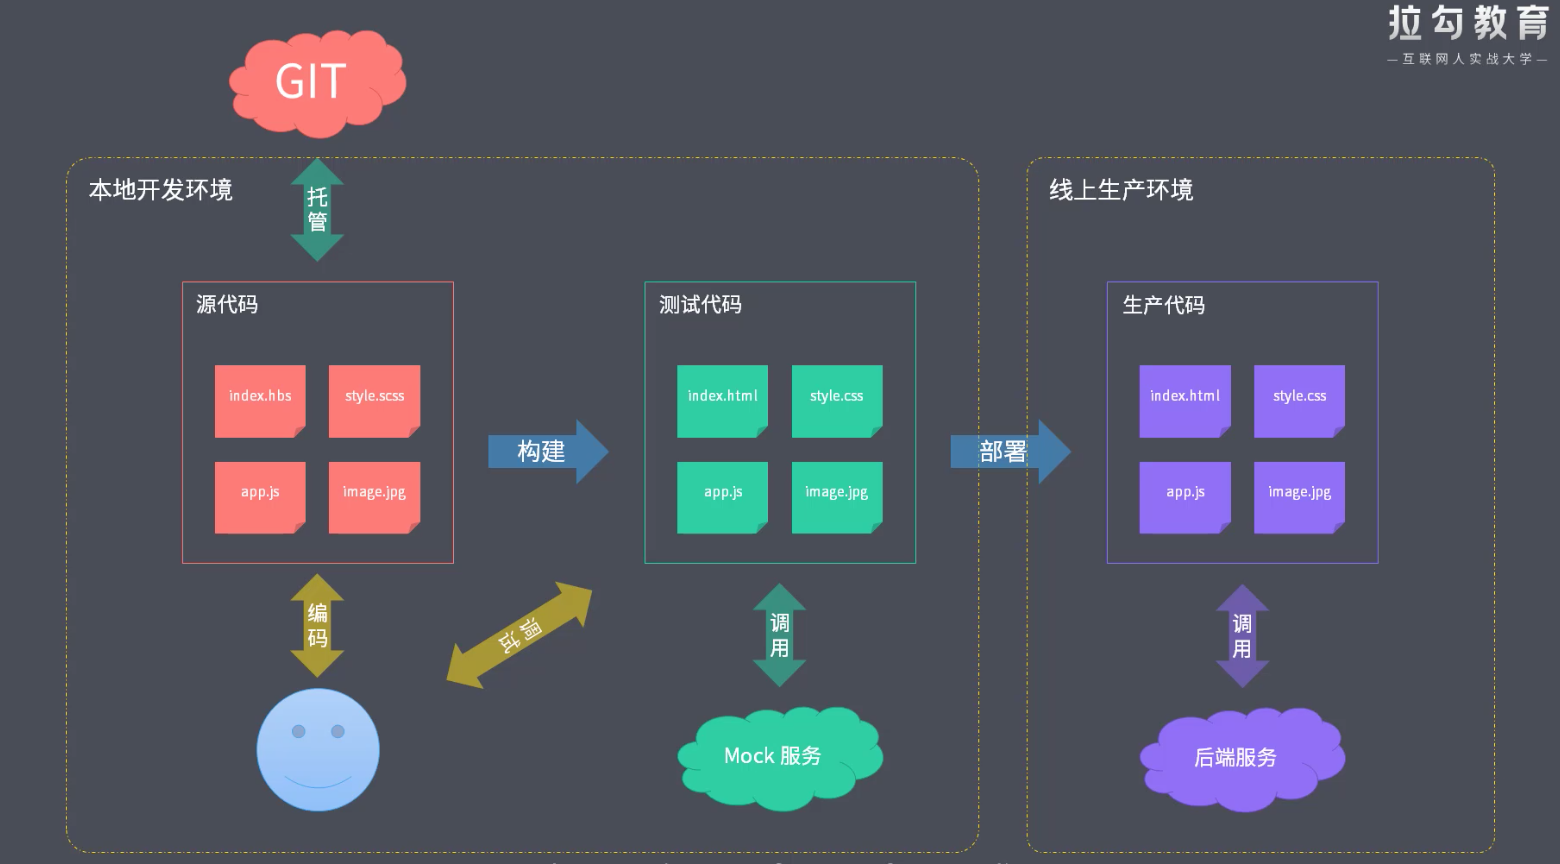 拉勾教育
—互联网人实战大学—
GIT
托管
本地开发环境
线上生产环境
源代码
index.hbs
style.scss
app.js
image.jpg
构建
测试代码
index.html
style.css
app.js
image.jpg
部署
生产代码
index.html
style.css
app.js
image.jpg
编码
调试
调用
调用
Mock 服务
后端服务